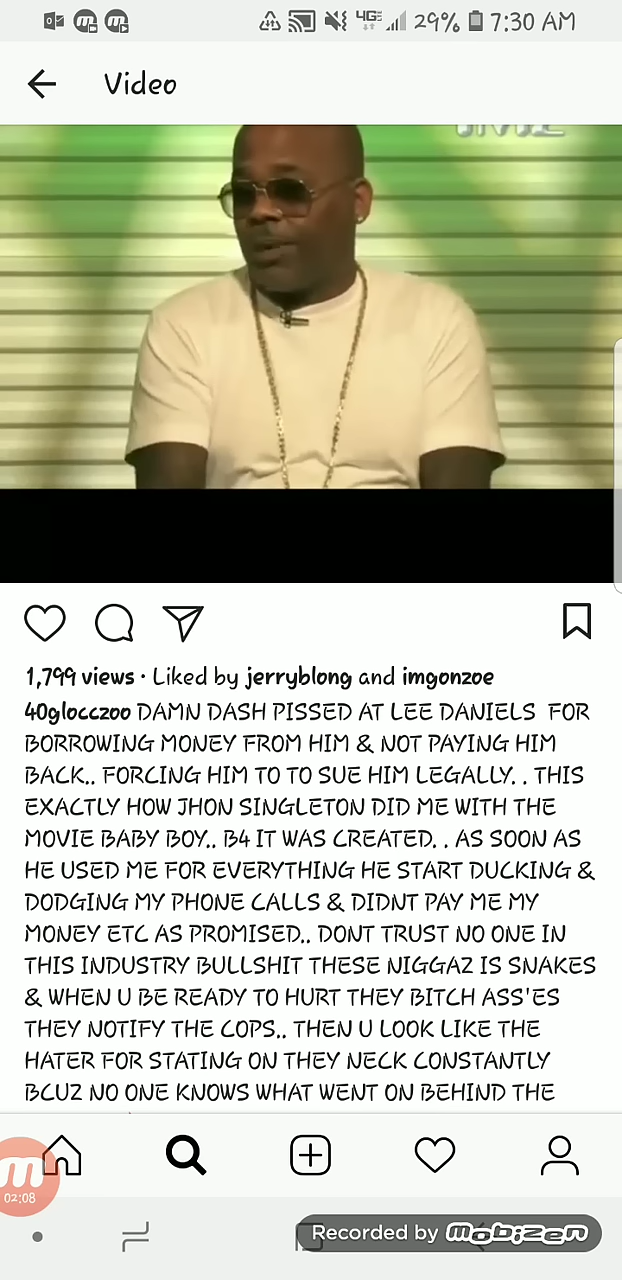 4GE 29% 7:30 AM
Video
1,799 views · Liked by jerryblong and imgonzoe
40glocczoo DAMN DASH PISSED AT LEE DANIELS FOR
BORROWING MONEY FROM HIM & NOT PAYING HIM
BACK.. FORCING HIM TO TO SUE HIM LEGALLY. . THIS
EXACTLY HOW JHON SINGLETON DID ME WITH THE
MOVIE BABY BOY.. B4 IT WAS CREATED. . AS SOON AS
HE USED ME FOR EVERYTHING HE START DUCKING &
DODGING MY PHONE CALLS & DIDNT PAY ME MY
MONEY ETC AS PROMISED.. DONT TRUST NO ONE IN
THIS INDUSTRY BULLSHIT THESE NIGGAZ IS SNAKES
& WHEN U BE READY TO HURT THEY BITCH ASS'ES
THEY NOTIFY THE COPS.. THEN U LOOK LIKE THE
HATER FOR STATING ON THEY NECK CONSTANTLY
BCUZ NO ONE KNOWS WHAT WENT ON BEHIND THE
02:08
Recorded by mobizen